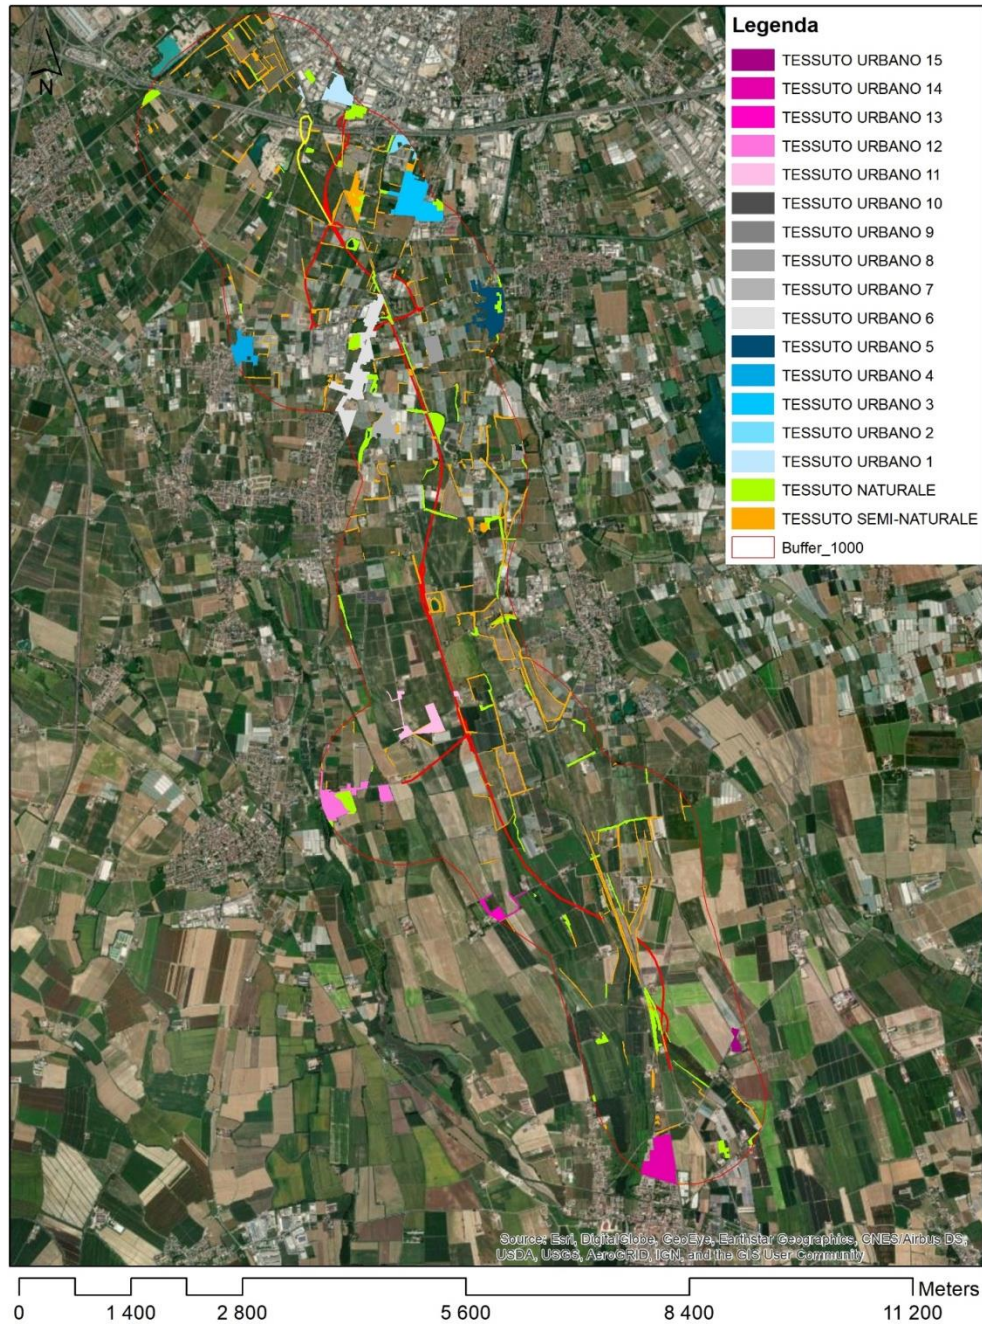 Legenda
TESSUTO URBANO 15
TESSUTO URBANO 14
TESSUTO URBANO 13
TESSUTO URBANO 12
TESSUTO URBANO 11
TESSUTO URBANO 10
TESSUTO URBANO 9
TESSUTO URBANO 8
TESSUTO URBANO 7
TESSUTO URBANO 6
TESSUTO URBANO 5
TESSUTO URBANO 4
TESSUTO URBANO 3
TESSUTO URBANO 2
TESSUTO URBANO 1
TESSUTO NATURALE
TESSUTO SEMI-NATURALE
Buffer_1000
N
Source: Esri, DigitalGlobe, GeoEye, Earthstar Geographics, CNES/Airbus DS,
USDA, USGS, AeroGRID, IGN, and the GIS User Community
Meters
0 1 400 2 800 5 600 8 400 11 200